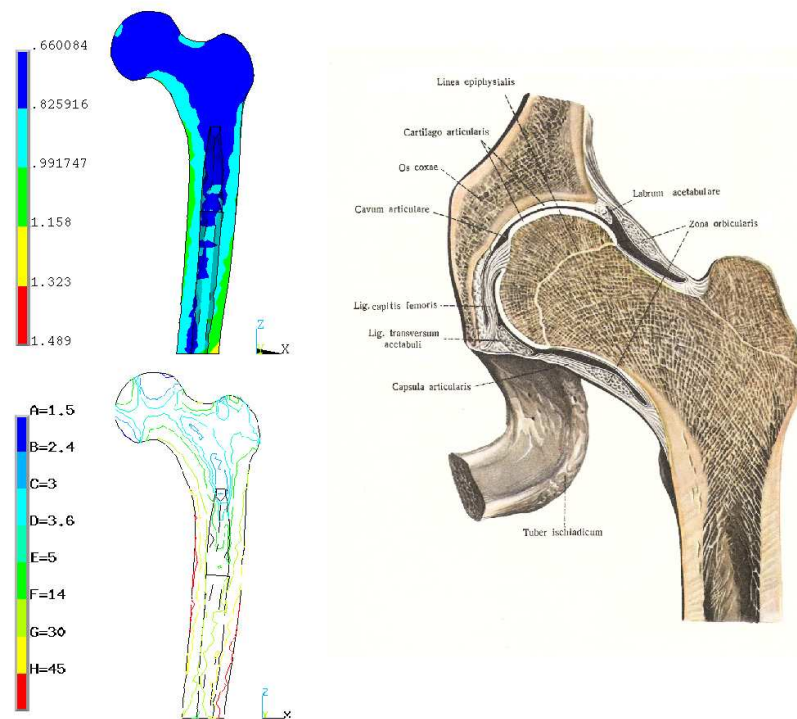 .660084
.825916
.991747
1.158
1.323
1.489
Z
X
A=1.5
B=2.4
C=3
D=3.6
E=5
F=14
G=30
H=45
Z
X
Linea epiphysialis
Cartilago articularis
Os coxae
Cavum articulare
Labrum acetabulare
Zona orbicularis
Lig. capitis femoris
Lig. transversum
acctabuli
Capsula articularis
Tuber ischiadicum